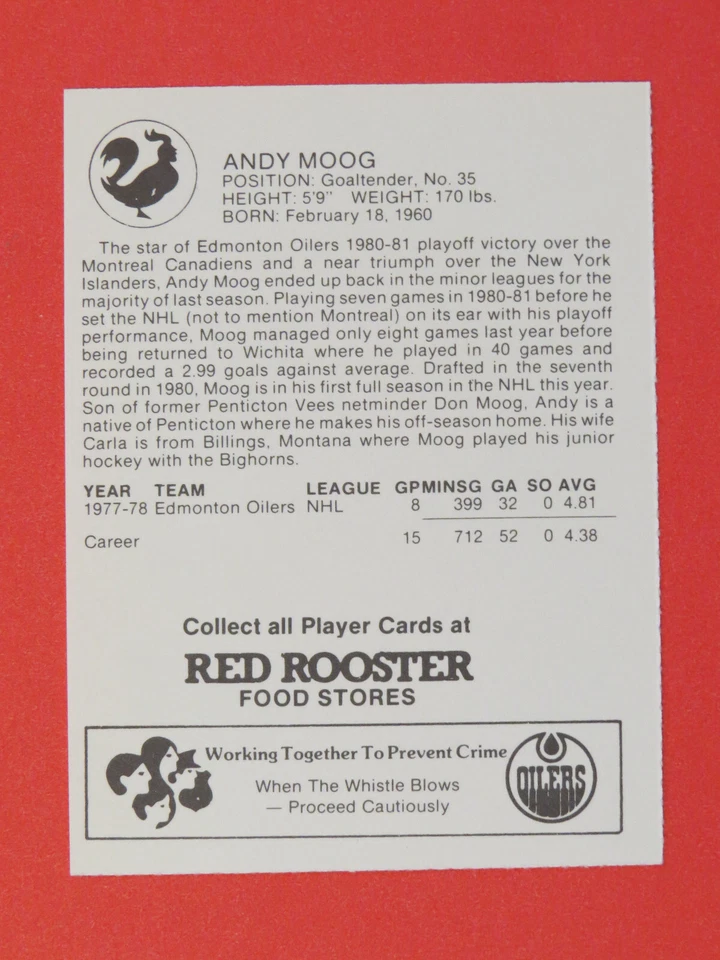 ANDY MOOG
POSITION: Goaltender, No. 35
HEIGHT: 5'9" WEIGHT: 170 lbs.
BORN: February 18, 1960
The star of Edmonton Oilers 1980-81 playoff victory over the
Montreal Canadiens and a near triumph over the New York
Islanders, Andy Moog ended up back in the minor leagues for the
majority of last season. Playing seven games in 1980-81 before he
set the NHL (not to mention Montreal) on its ear with his playoff
performance, Moog managed only eight games last year before
being returned to Wichita where he played in 40 games and
recorded a 2.99 goals against average. Drafted in the seventh
round in 1980, Moog is in his first full season in the NHL this year.
Son of former Penticton Vees netminder Don Moog, Andy is a
native of Penticton where he makes his off-season home. His wife
Carla is from Billings, Montana where Moog played his junior
hockey with the Bighorns.
YEAR TEAM LEAGUE GPMINSG GA SO AVG
1977-78 Edmonton Oilers NHL 8 399 32 0 4.81
Career 15 712 52 0 4.38
Collect all Player Cards at
RED ROOSTER
FOOD STORES
Working Together To Prevent Crime
When The Whistle Blows
— Proceed Cautiously
OILERS